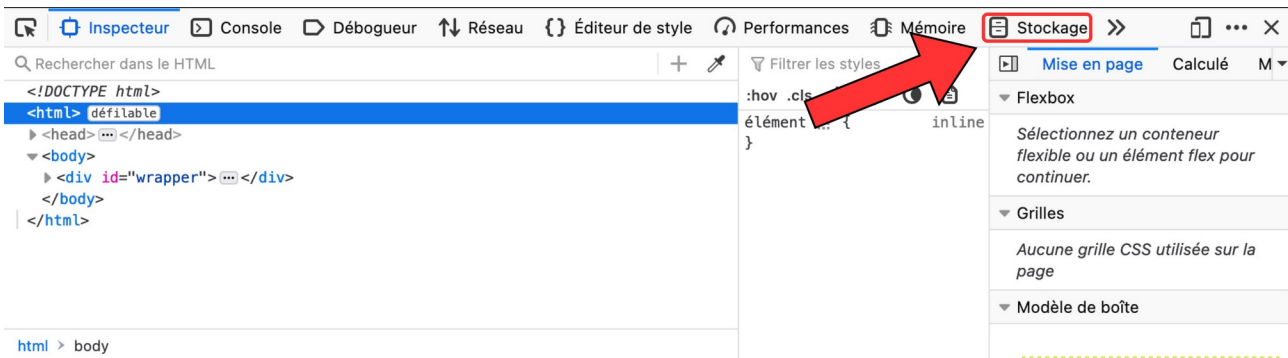 Inspecteur Console Débogueur Réseau {} Éditeur de style Performances Mémoire Stockage
Rechercher dans le HTML
<!DOCTYPE html>
<html> défilable
<head> ••• </head>
<body>
<div id="wrapper"> ••• </div>
</body>
</html>
html > body
Filtrer les styles
:hov .cls
élément { inline
}
Mise en page Calculé M
Flexbox
Sélectionnez un conteneur
flexible ou un élément flex pour
continuer.
Grilles
Aucune grille CSS utilisée sur la
page
Modèle de boîte